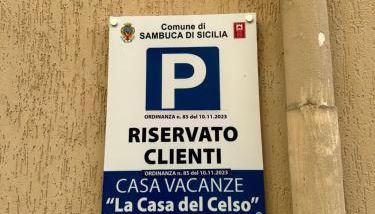 Comune di
SAMBUCA DI SICILIA
P
ORDINANZA n. 85 del 10.11.2023
RISERVATO
CLIENTI
ORDINANZA n. 85 del 10.11.2023
CASA VACANZE
"La Casa del Celso"